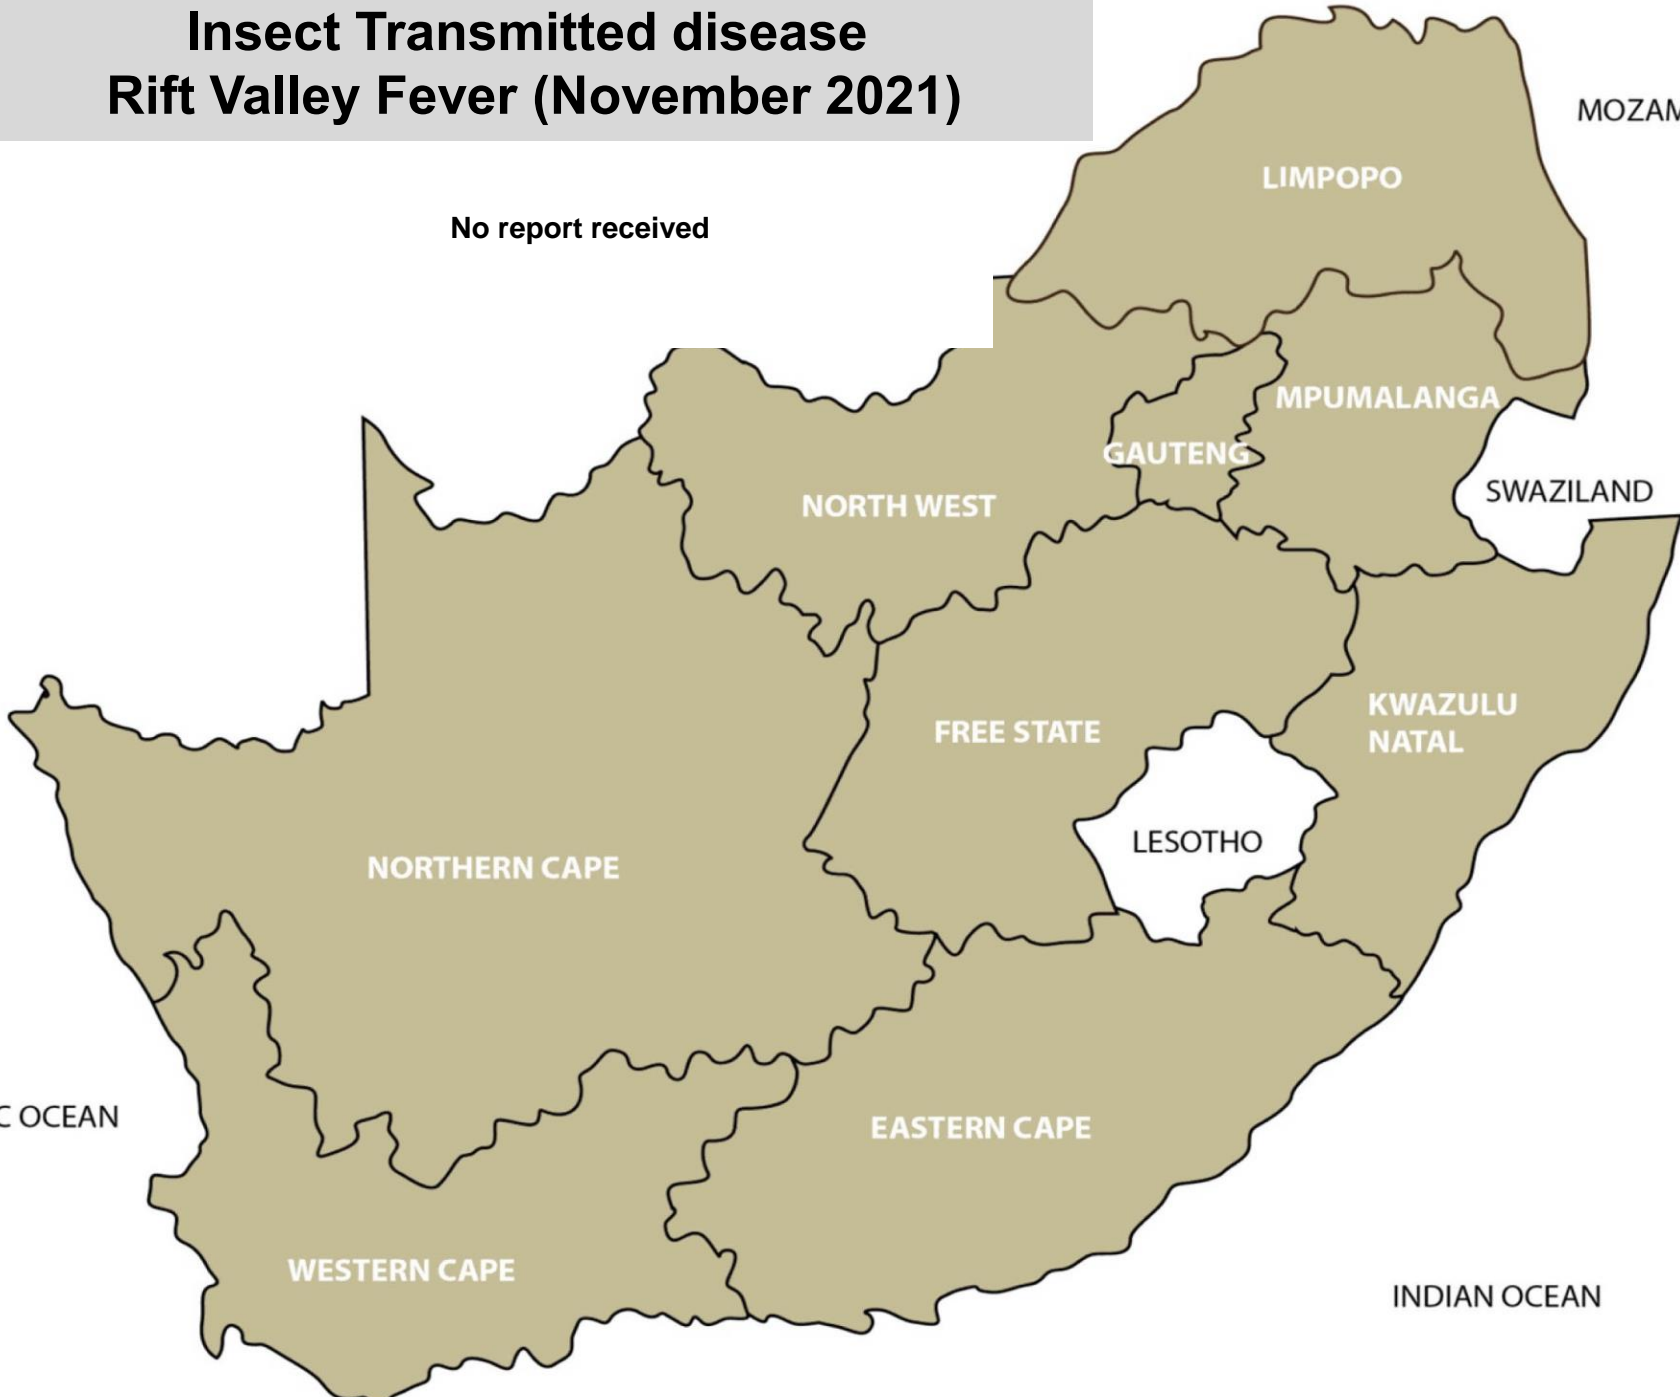 Insect Transmitted disease
Rift Valley Fever (November 2021)
MOZAM
LIMPOPO
No report received
MPUMALANGA
GAUTENG
SWAZILAND
NORTH WEST
KWAZULU
NATAL
FREE STATE
LESOTHO
NORTHERN CAPE
C OCEAN
EASTERN CAPE
WESTERN CAPE
INDIAN OCEAN